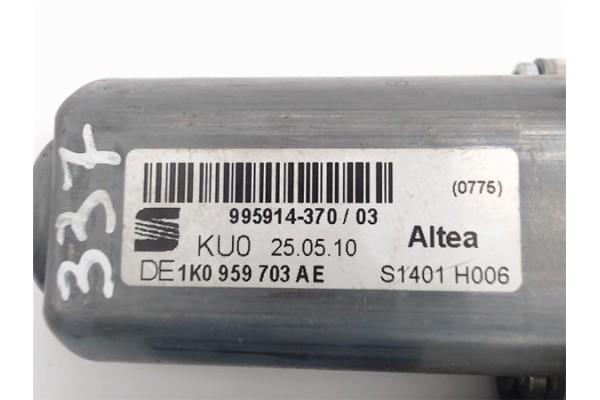 337
(0775)
995914-370 / 03
KU0 25.05.10 Altea
DE 1K0 959 703 AE S1401 H006